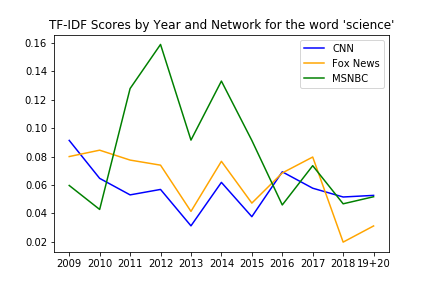 TF-IDF Scores by Year and Network for the word 'science'
CNN
Fox News
MSNBC
0.16
0.14
0.12
0.10
0.08
0.06
0.04
0.02
2009 2010 2011 2012 2013 2014 2015 2016 2017 2018 19+20